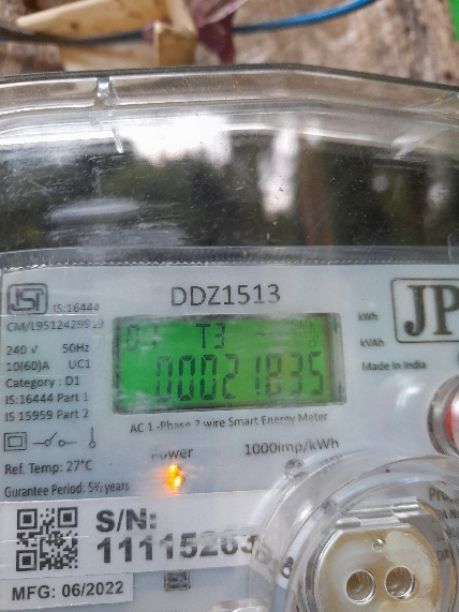 DDZ1513
IS:16444
CM/L9512429919
240 V 50Hz
10(60)A UC1
Category : D1
IS:16444 Part 1
IS 15959 Part 2
T3
kWh
kVAh
JP
Made in India
AC 1 -Phase 2 wire Smart Energy Meter
Power
1000imp/kWh
Ref. Temp: 27°C
Gurantee Period: 5½ years
S/N:
MFG: 06/2022